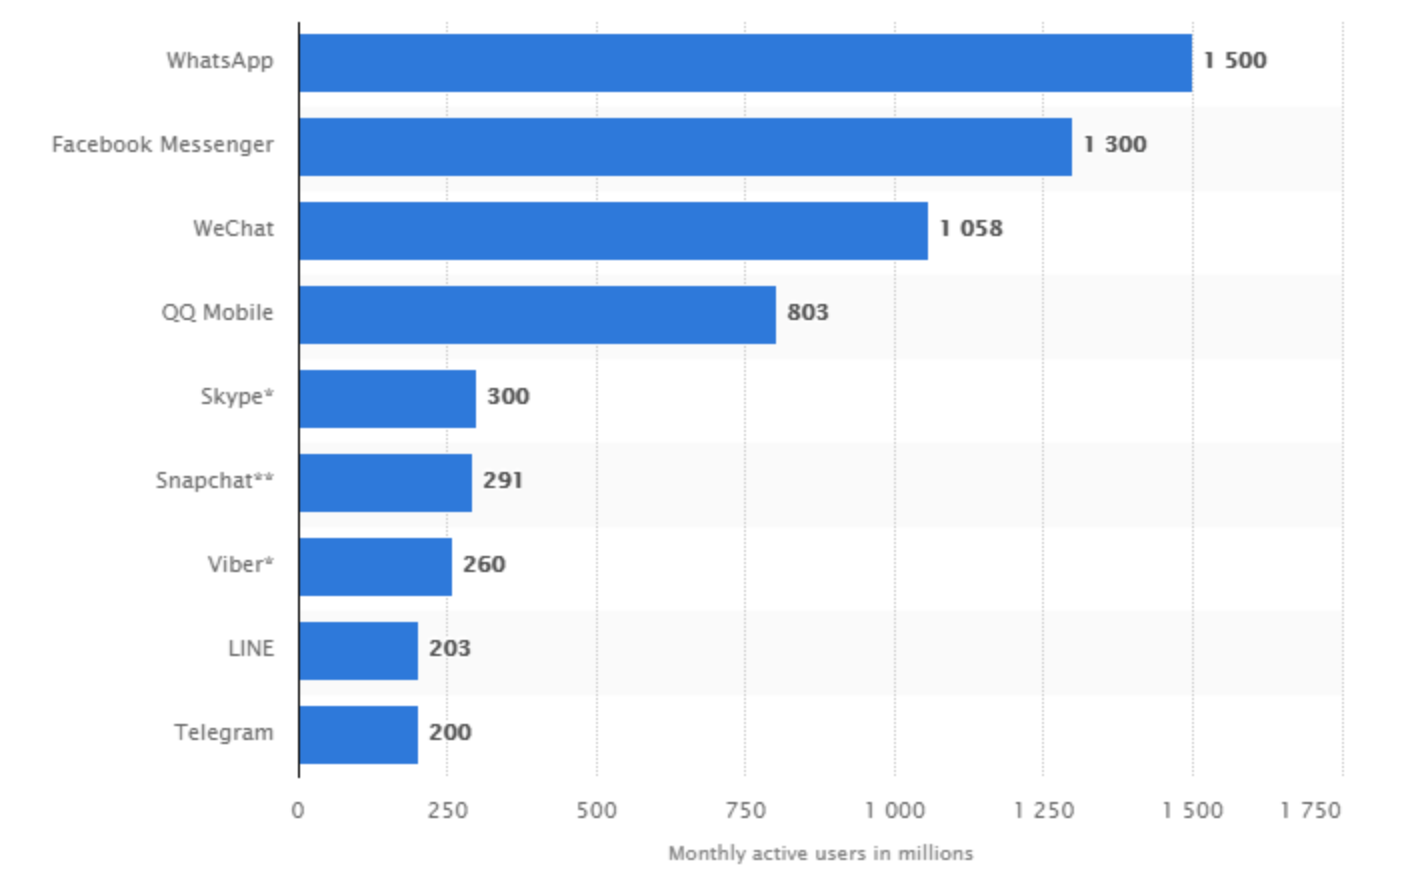 WhatsApp 1 500
Facebook Messenger 1 300
WeChat 1 058
QQ Mobile 803
Skype* 300
Snapchat** 291
Viber* 260
LINE 203
Telegram 200
0 250 500 750 1 000 1 250 1 500 1 750
Monthly active users in millions